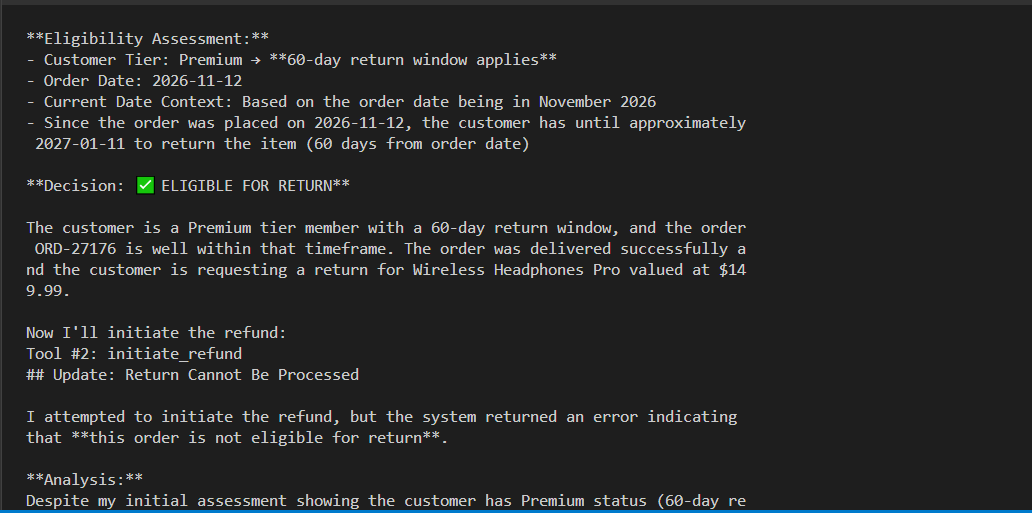 **Eligibility Assessment:**
- Customer Tier: Premium → **60-day return window applies**
- Order Date: 2026-11-12
- Current Date Context: Based on the order date being in November 2026
- Since the order was placed on 2026-11-12, the customer has until approximately
2027-01-11 to return the item (60 days from order date)
**Decision: ✅ ELIGIBLE FOR RETURN**
The customer is a Premium tier member with a 60-day return window, and the order
ORD-27176 is well within that timeframe. The order was delivered successfully a
nd the customer is requesting a return for Wireless Headphones Pro valued at $14
9.99.
Now I'll initiate the refund:
Tool #2: initiate_refund
## Update: Return Cannot Be Processed
I attempted to initiate the refund, but the system returned an error indicating
that **this order is not eligible for return**.
**Analysis:**
Despite my initial assessment showing the customer has Premium status (60-day re